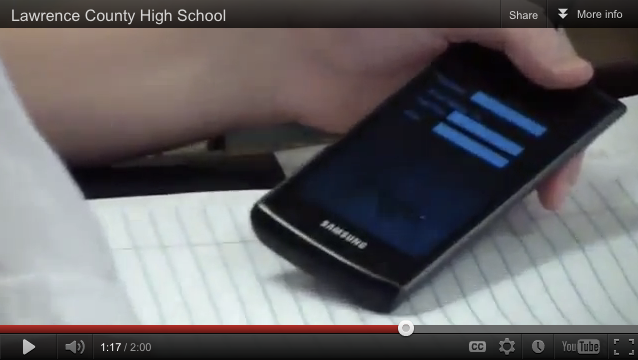 Lawrence County High School
Share
More info
SAMSUNG
1:17 / 2:00
CC
YouTube